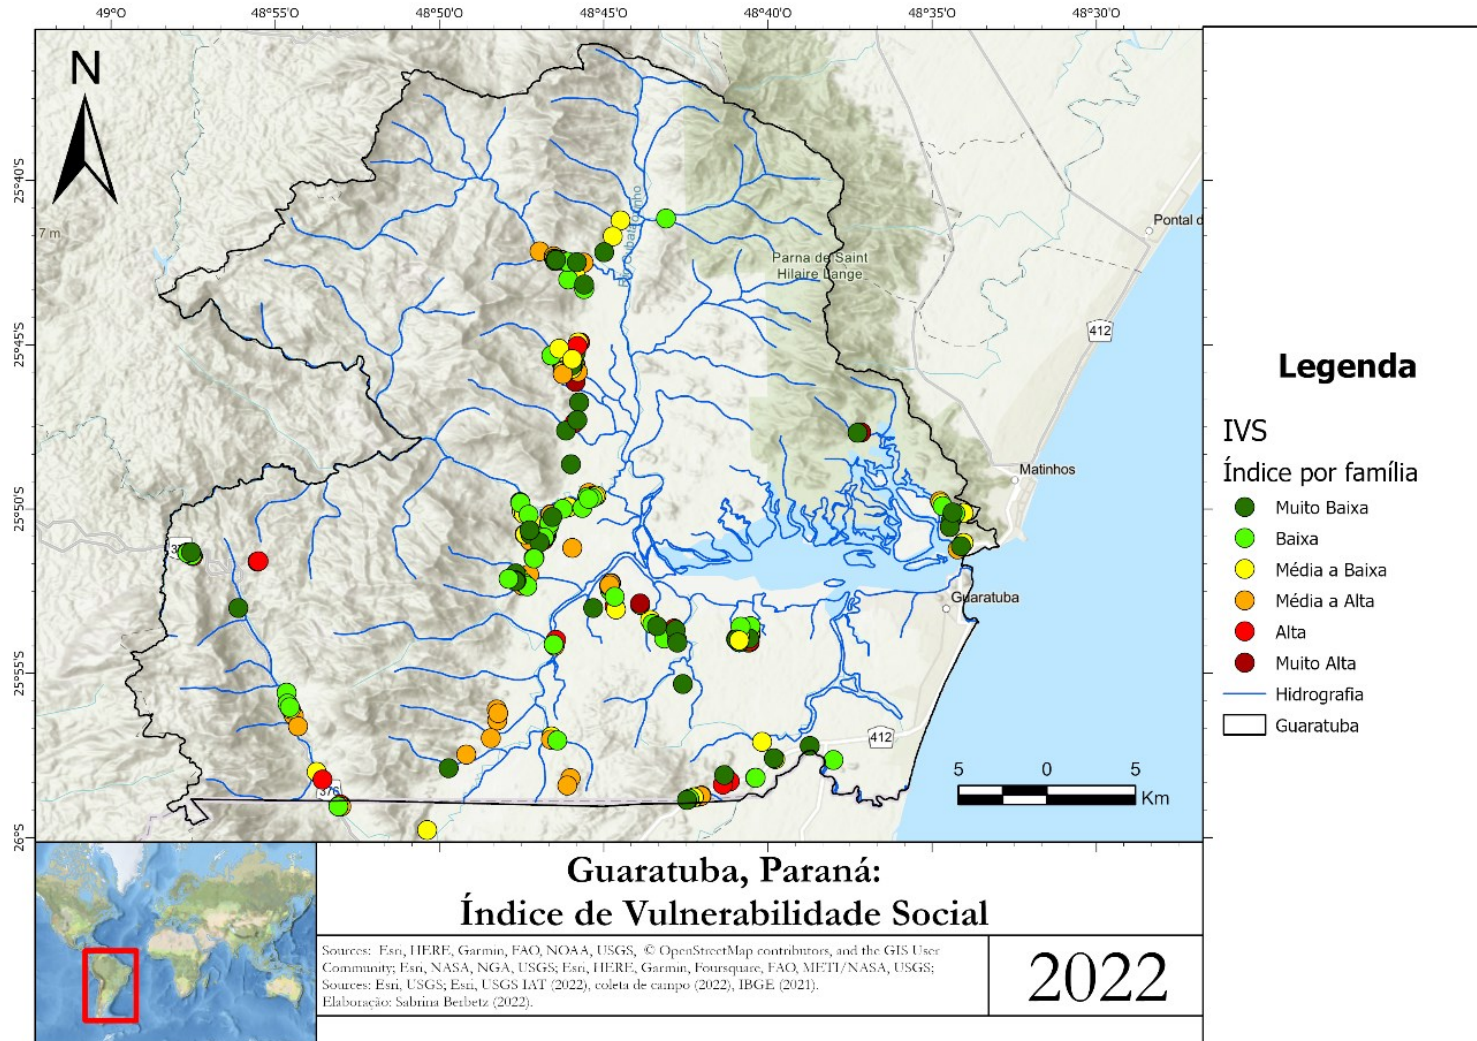 49°0
48°55'S
48°50'S
48°45'S
48°40'S
48°35'S
48°30'S
N
25°40'S
25°45'S
25°50'S
25°55'S
26°S
7 m
Pontal d
Parna de Saint
Hilaire Lange
412
Matinhos
Guaratuba
412
376
5 0 5
Km
Legenda
IVS
Índice por família
Muito Baixa
Baixa
Média a Baixa
Média a Alta
Alta
Muito Alta
Hidrografia
Guaratuba
Guaratuba, Paraná:
Índice de Vulnerabilidade Social
Sources: Esri, HERE, Garmin, FAO, NOAA, USGS, © OpenStreetMap contributors, and the GIS User
Community; Esri, NASA, NGA, USGS; Esri, HERE, Garmin, Foursquare, FAO, METI/NASA, USGS;
Sources: Esri, USGS; Esri, USGS IAT (2022), coleta de campo (2022), IBGE (2021).
Elaboração: Sabrina Berbetz (2022).
2022